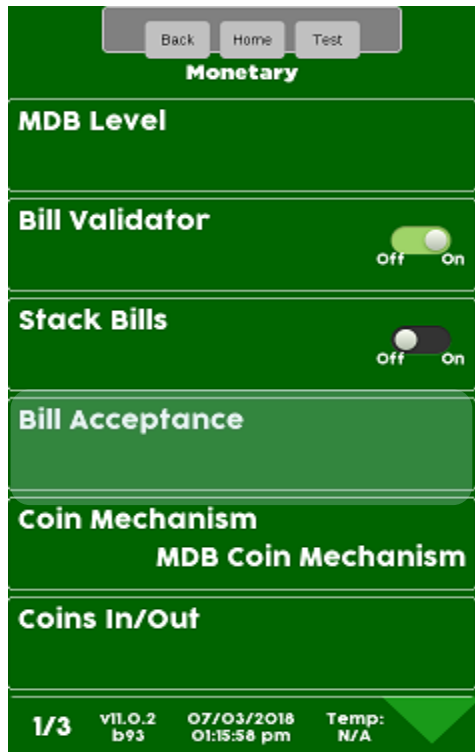 Back Home Test
Monetary
MDB Level
Bill Validator
Off On
Stack Bills
Off On
Bill Acceptance
Coin Mechanism
MDB Coin Mechanism
Coins In/Out
1/3 v11.0.2 07/03/2018 Temp:
b93 01:15:58 pm N/A